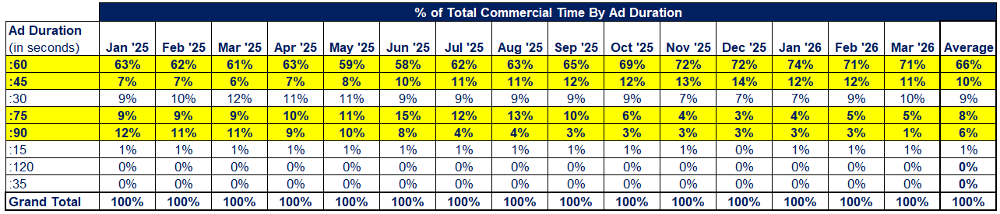 % of Total Commercial Time By Ad Duration
Ad Duration
(in seconds) Jan '25 Feb '25 Mar '25 Apr '25 May '25 Jun '25 Jul '25 Aug '25 Sep '25 Oct '25 Nov '25 Dec '25 Jan '26 Feb '26 Mar '26 Average
:60 63% 62% 61% 63% 59% 58% 62% 63% 65% 69% 72% 72% 74% 71% 71% 66%
:45 7% 7% 6% 7% 8% 10% 11% 11% 12% 12% 13% 14% 12% 12% 11% 10%
:30 9% 10% 12% 11% 11% 9% 9% 9% 9% 9% 7% 7% 7% 9% 10% 9%
:75 9% 9% 9% 10% 11% 15% 12% 13% 10% 6% 4% 3% 4% 5% 5% 8%
:90 12% 11% 11% 9% 10% 8% 4% 4% 3% 3% 3% 3% 3% 3% 1% 6%
:15 1% 1% 1% 1% 1% 1% 1% 1% 1% 1% 1% 0% 1% 1% 1% 1%
:120 0% 0% 0% 0% 0% 0% 0% 0% 0% 0% 0% 0% 0% 0% 0% 0%
:35 0% 0% 0% 0% 0% 0% 0% 0% 0% 0% 0% 0% 0% 0% 0% 0%
Grand Total 100% 100% 100% 100% 100% 100% 100% 100% 100% 100% 100% 100% 100% 100% 100% 100%